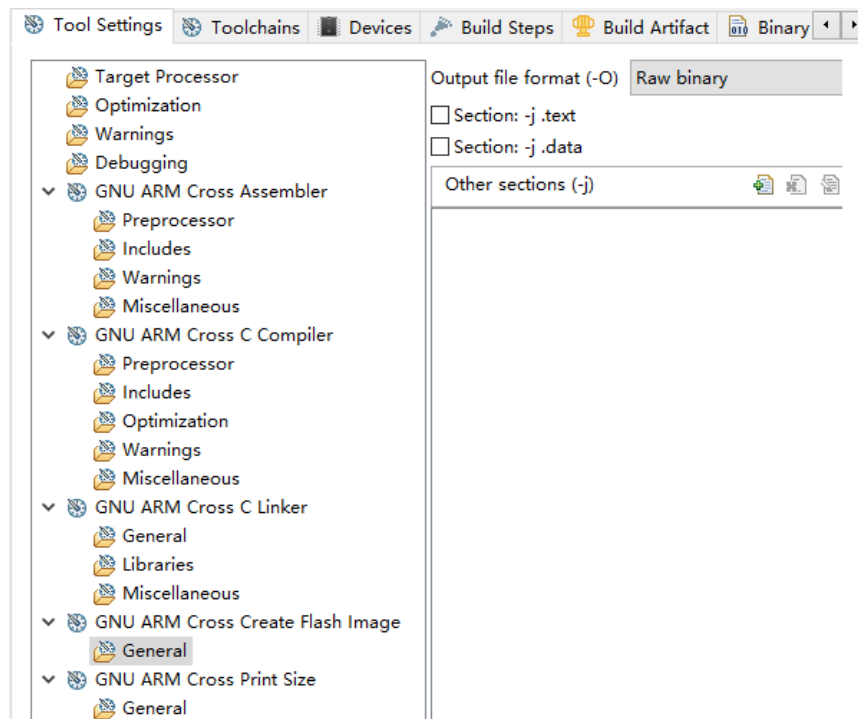 Tool Settings Toolchains Devices Build Steps Build Artifact Binary
Target Processor
Optimization
Warnings
Debugging
GNU ARM Cross Assembler
Preprocessor
Includes
Warnings
Miscellaneous
GNU ARM Cross C Compiler
Preprocessor
Includes
Optimization
Warnings
Miscellaneous
GNU ARM Cross C Linker
General
Libraries
Miscellaneous
GNU ARM Cross Create Flash Image
General
GNU ARM Cross Print Size
General
Output file format (-O) Raw binary
Section: -j .text
Section: -j .data
Other sections (-j)